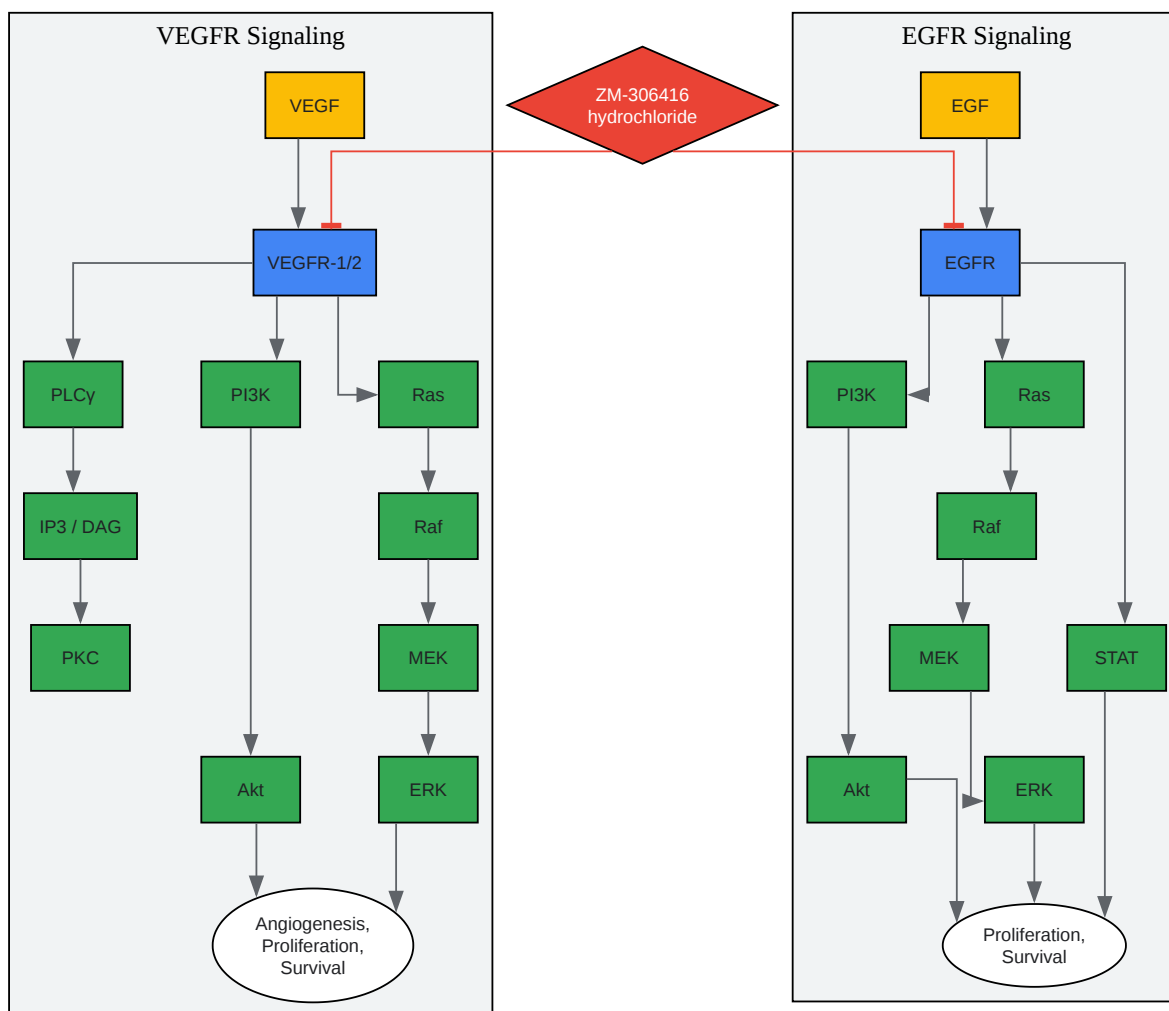 VEGFR Signaling
VEGF
VEGFR-1/2
PLCγ
PI3K
Ras
IP3 / DAG
Raf
PKC
MEK
Akt
ERK
Angiogenesis,
Proliferation,
Survival
ZM-306416
hydrochloride
EGFR Signaling
EGF
EGFR
PI3K
Ras
Raf
MEK
STAT
Akt
ERK
Proliferation,
Survival